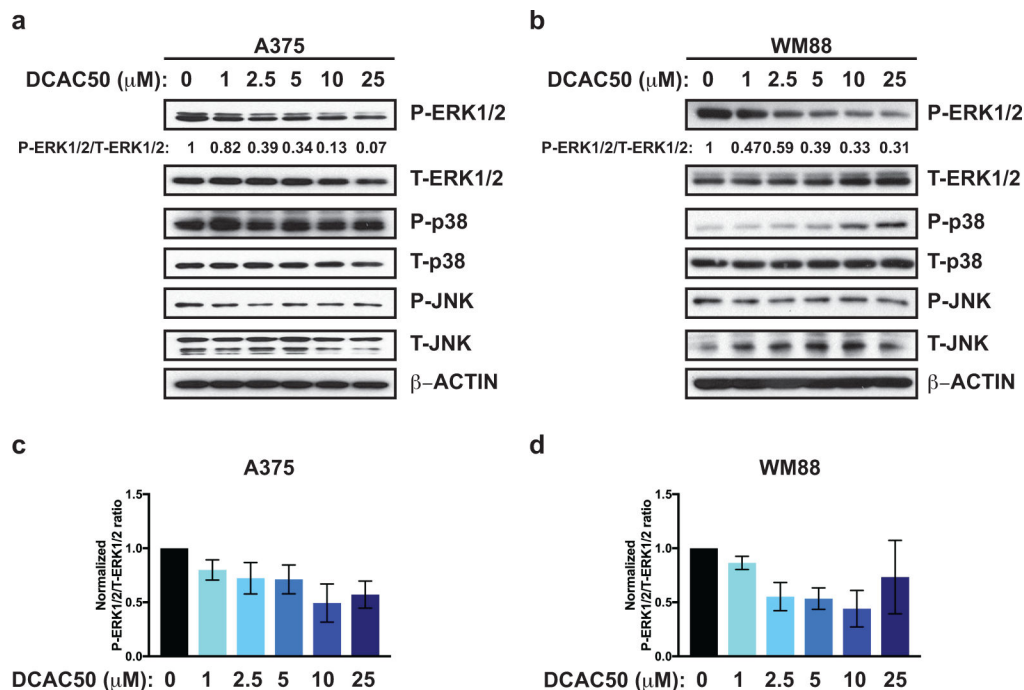 a
A375
DCAC50 (μM): 0 1 2.5 5 10 25
P-ERK1/2
P-ERK1/2/T-ERK1/2: 1 0.82 0.39 0.34 0.13 0.07
T-ERK1/2
P-p38
T-p38
P-JNK
T-JNK
β-ACTIN
b
WM88
DCAC50 (μM): 0 1 2.5 5 10 25
P-ERK1/2
P-ERK1/2/T-ERK1/2: 1 0.47 0.59 0.39 0.33 0.31
T-ERK1/2
P-p38
T-p38
P-JNK
T-JNK
β-ACTIN
c
A375
Normalized
P-ERK1/2/T-ERK1/2 ratio
1.5
1.0
0.5
0.0
DCAC50 (μM): 0 1 2.5 5 10 25
d
WM88
Normalized
P-ERK1/2/T-ERK1/2 ratio
1.5
1.0
0.5
0.0
DCAC50 (μM): 0 1 2.5 5 10 25